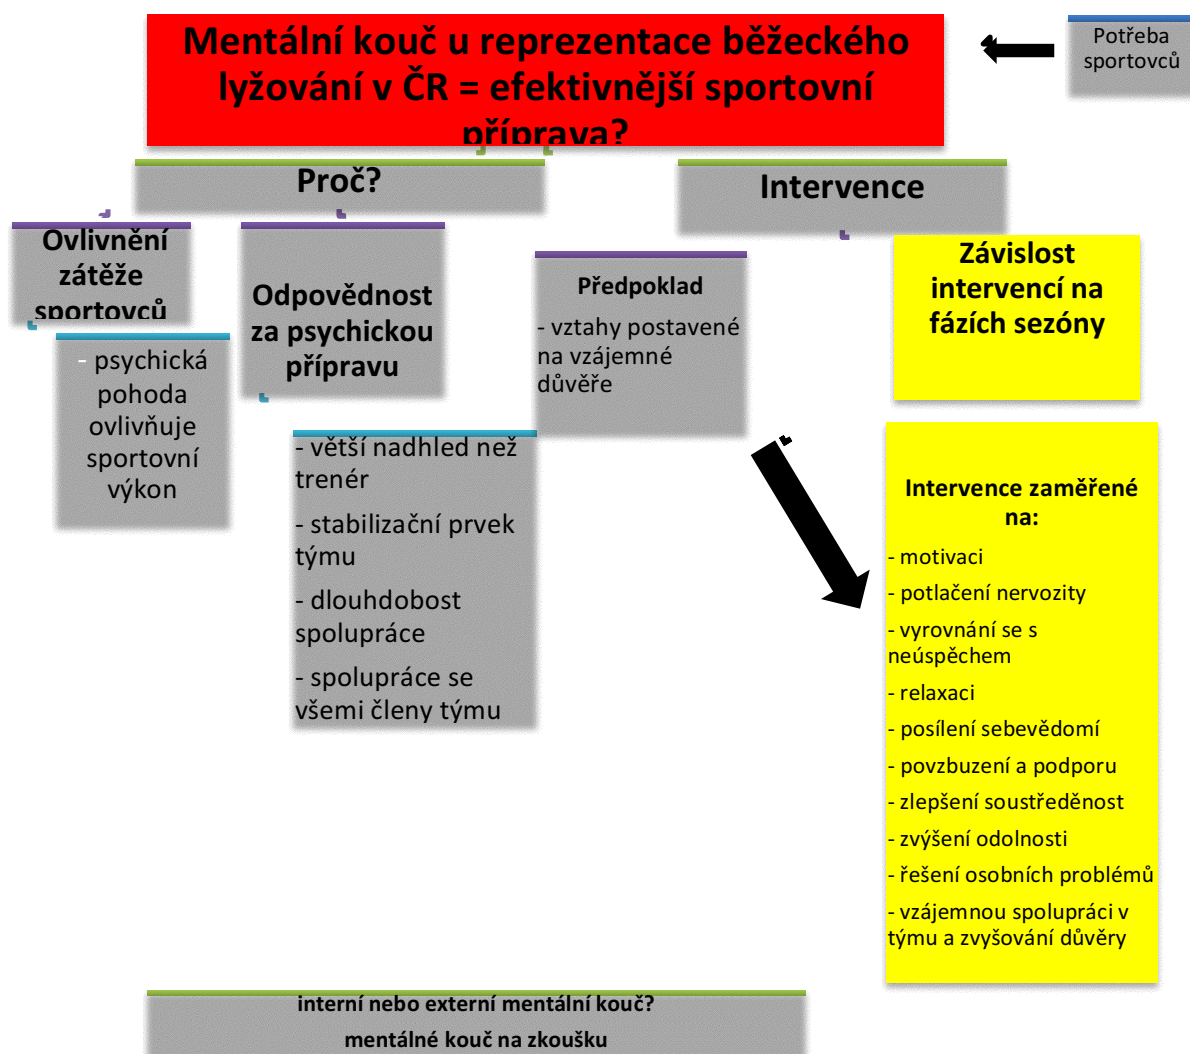 Mentální kouč u reprezentace běžeckého
lyžování v ČR = efektivnější sportovní
příprava?
Potřeba
sportovců
Proč?
Intervence
Ovlivnění
zátěže
sportovců
- psychická
pohoda
ovlivňuje
sportovní
výkon
Odpovědnost
za psychickou
přípravu
- větší nadhled než
trenér
- stabilizační prvek
týmu
- dlouhdobost
spolupráce
- spolupráce se
všemi členy týmu
Předpoklad
- vztahy postavené
na vzájemné
důvěře
Závislost
intervencí na
fázích sezóny
Intervence zaměřené
na:
- motivaci
- potlačení nervozity
- vyrovnání se s
neúspěchem
- relaxaci
- posílení sebevědomí
- povzbuzení a podporu
- zlepšení soustředěnost
- zvýšení odolnosti
- řešení osobních problémů
- vzájemnou spolupráci v
týmu a zvyšování důvěry
interní nebo externí mentální kouč?
mentálné kouč na zkoušku